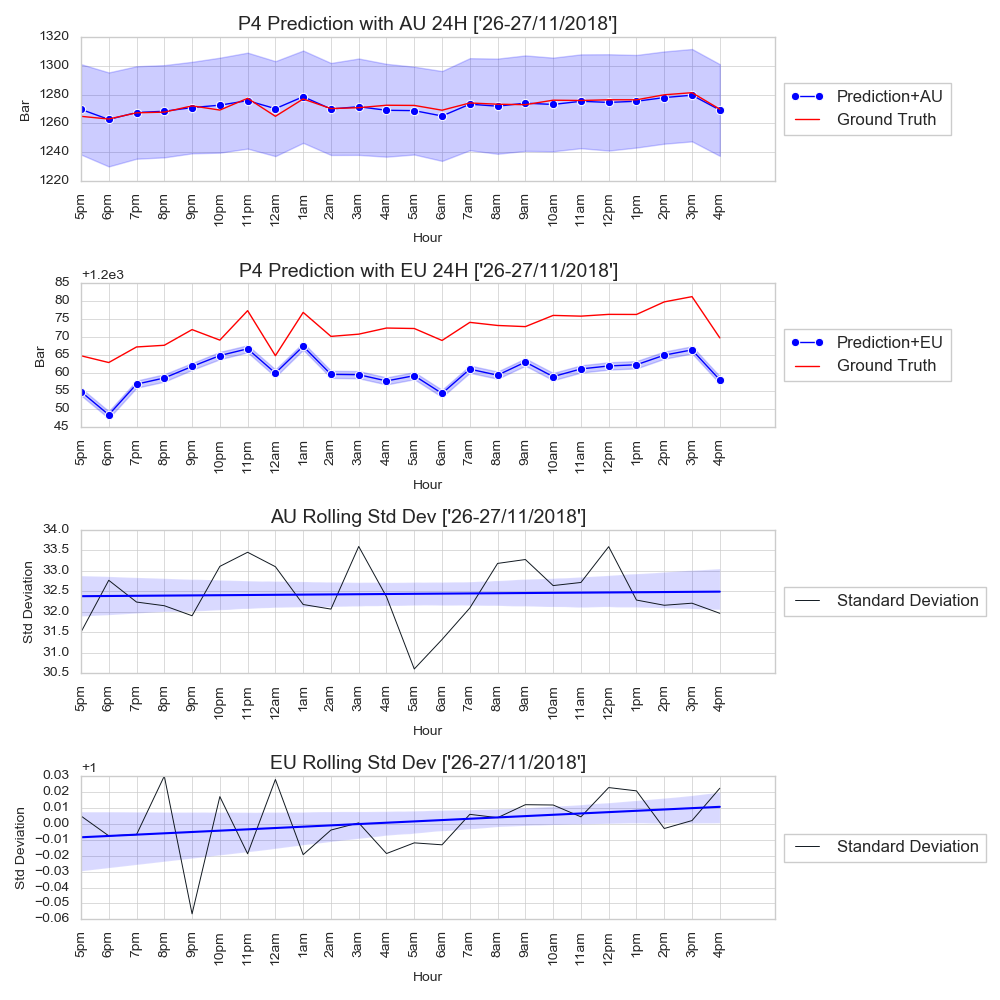 P4 Prediction with AU 24H ['26-27/11/2018']
1320
1300
1280
1260
1240
1220
Bar
5pm 6pm 7pm 8pm 9pm 10pm 11pm 12am 1am 2am 3am 4am 5am 6am 7am 8am 9am 10am 11am 12pm 1pm 2pm 3pm 4pm
Hour
Prediction+AU
Ground Truth
P4 Prediction with EU 24H ['26-27/11/2018']
+1.2e3
85
80
75
70
65
60
55
50
45
Bar
5pm 6pm 7pm 8pm 9pm 10pm 11pm 12am 1am 2am 3am 4am 5am 6am 7am 8am 9am 10am 11am 12pm 1pm 2pm 3pm 4pm
Hour
Prediction+EU
Ground Truth
AU Rolling Std Dev ['26-27/11/2018']
34.0
33.5
33.0
32.5
32.0
31.5
31.0
30.5
Std Deviation
5pm 6pm 7pm 8pm 9pm 10pm 11pm 12am 1am 2am 3am 4am 5am 6am 7am 8am 9am 10am 11am 12pm 1pm 2pm 3pm 4pm
Hour
Standard Deviation
EU Rolling Std Dev ['26-27/11/2018']
+1
0.03
0.02
0.01
0.00
−0.01
−0.02
−0.03
−0.04
−0.05
−0.06
Std Deviation
5pm 6pm 7pm 8pm 9pm 10pm 11pm 12am 1am 2am 3am 4am 5am 6am 7am 8am 9am 10am 11am 12pm 1pm 2pm 3pm 4pm
Hour
Standard Deviation